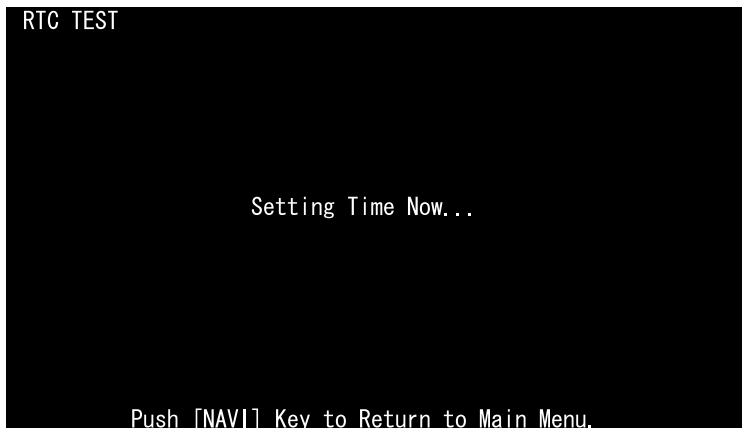 RTC TEST
Setting Time Now...
Push [NAVI] Key to Return to Main Menu.